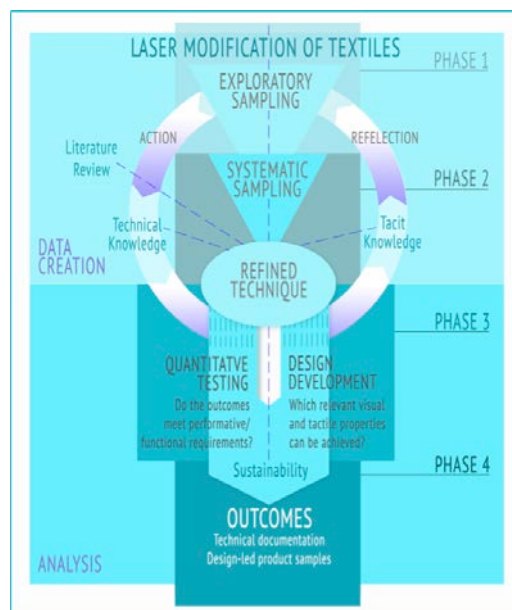 LASER MODIFICATION OF TEXTILES
PHASE 1
EXPLORATORY
SAMPLING
ACTION
REFELECTION
Literature
Review
SYSTEMATIC
SAMPLING
PHASE 2
Technical
Knowledge
Tacit
Knowledge
DATA
CREATION
REFINED
TECHNIQUE
PHASE 3
QUANTITATVE
TESTING
Do the outcomes
meet performative/
functional requirements?
DESIGN
DEVELOPMENT
Which relevant visual
and tactile properties
can be achieved?
Sustainability
PHASE 4
OUTCOMES
Technical documentation
Design-led product samples
ANALYSIS